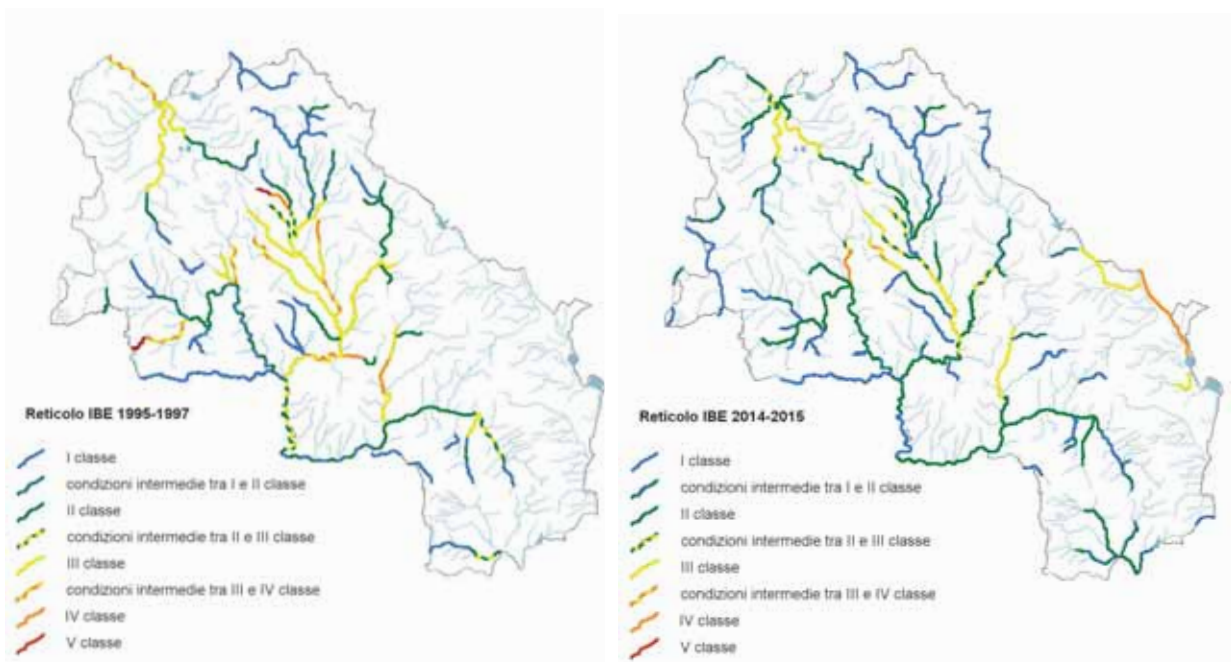 Reticolo IBE 1995-1997
I classe
condizioni intermedie tra I e II classe
II classe
condizioni intermedie tra II e III classe
III classe
condizioni intermedie tra III e IV classe
IV classe
V classe
Reticolo IBE 2014-2015
I classe
condizioni intermedie tra I e II classe
II classe
condizioni intermedie tra II e III classe
III classe
condizioni intermedie tra III e IV classe
IV classe
V classe